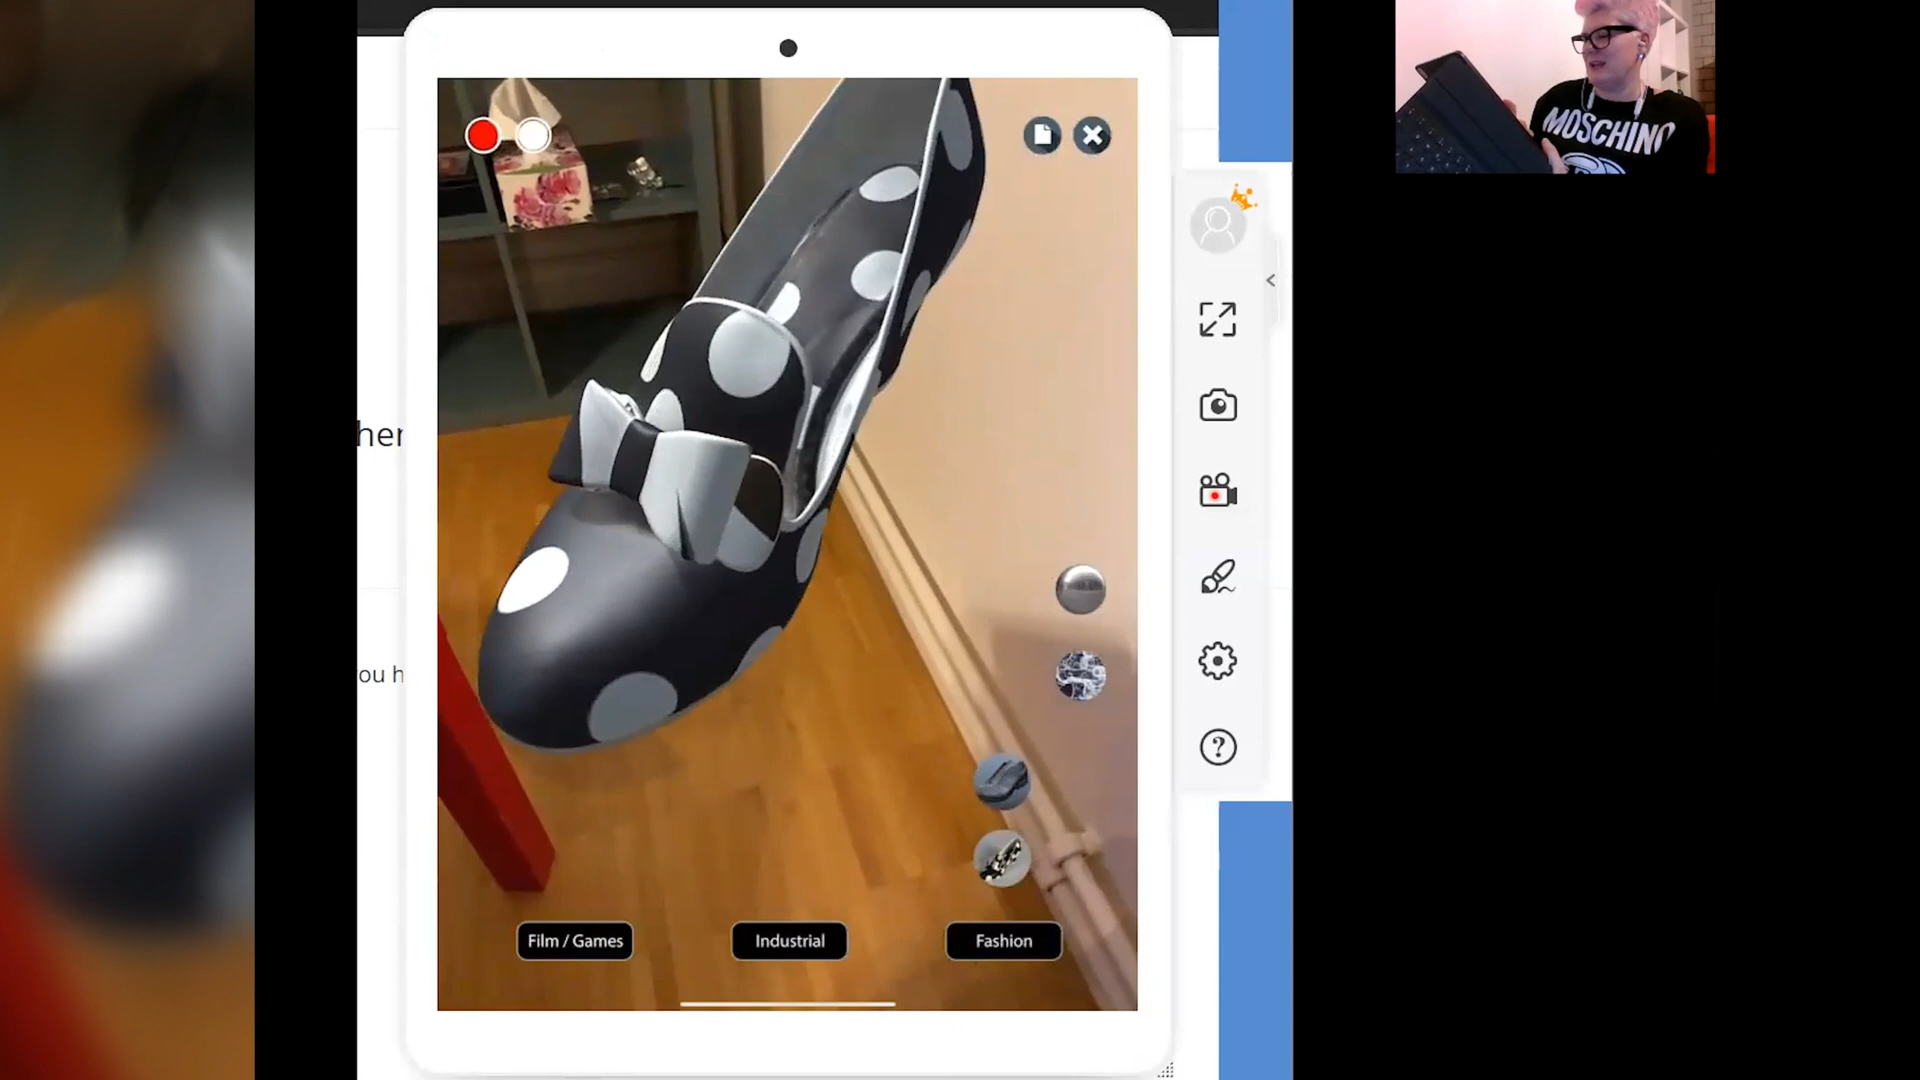 MOSCHINO
her
ou h
Film / Games
Industrial
Fashion
?